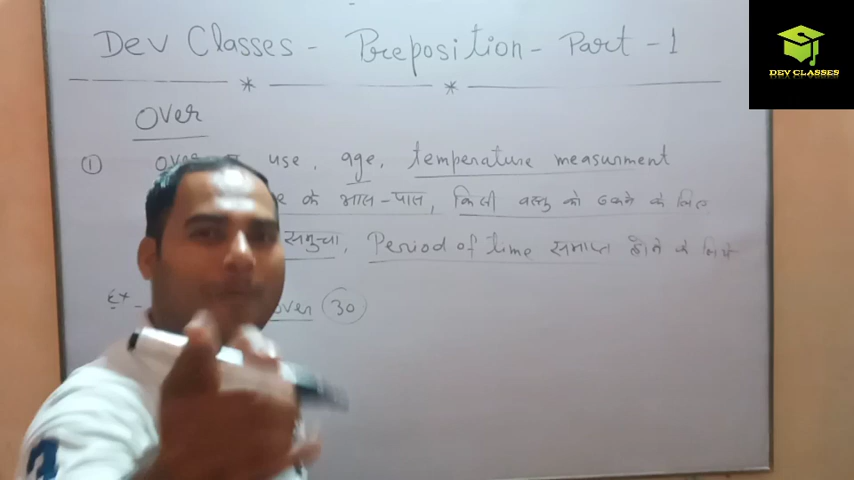 Dev Classes - Preposition - Part - 1
DEV CLASSES
Over
① over use, age, temperature measurment
के आस-पास, किसी वस्तु को ढकने के लिए
समुचा, Period of time समाप्त होने के लिये
Ex - over 30